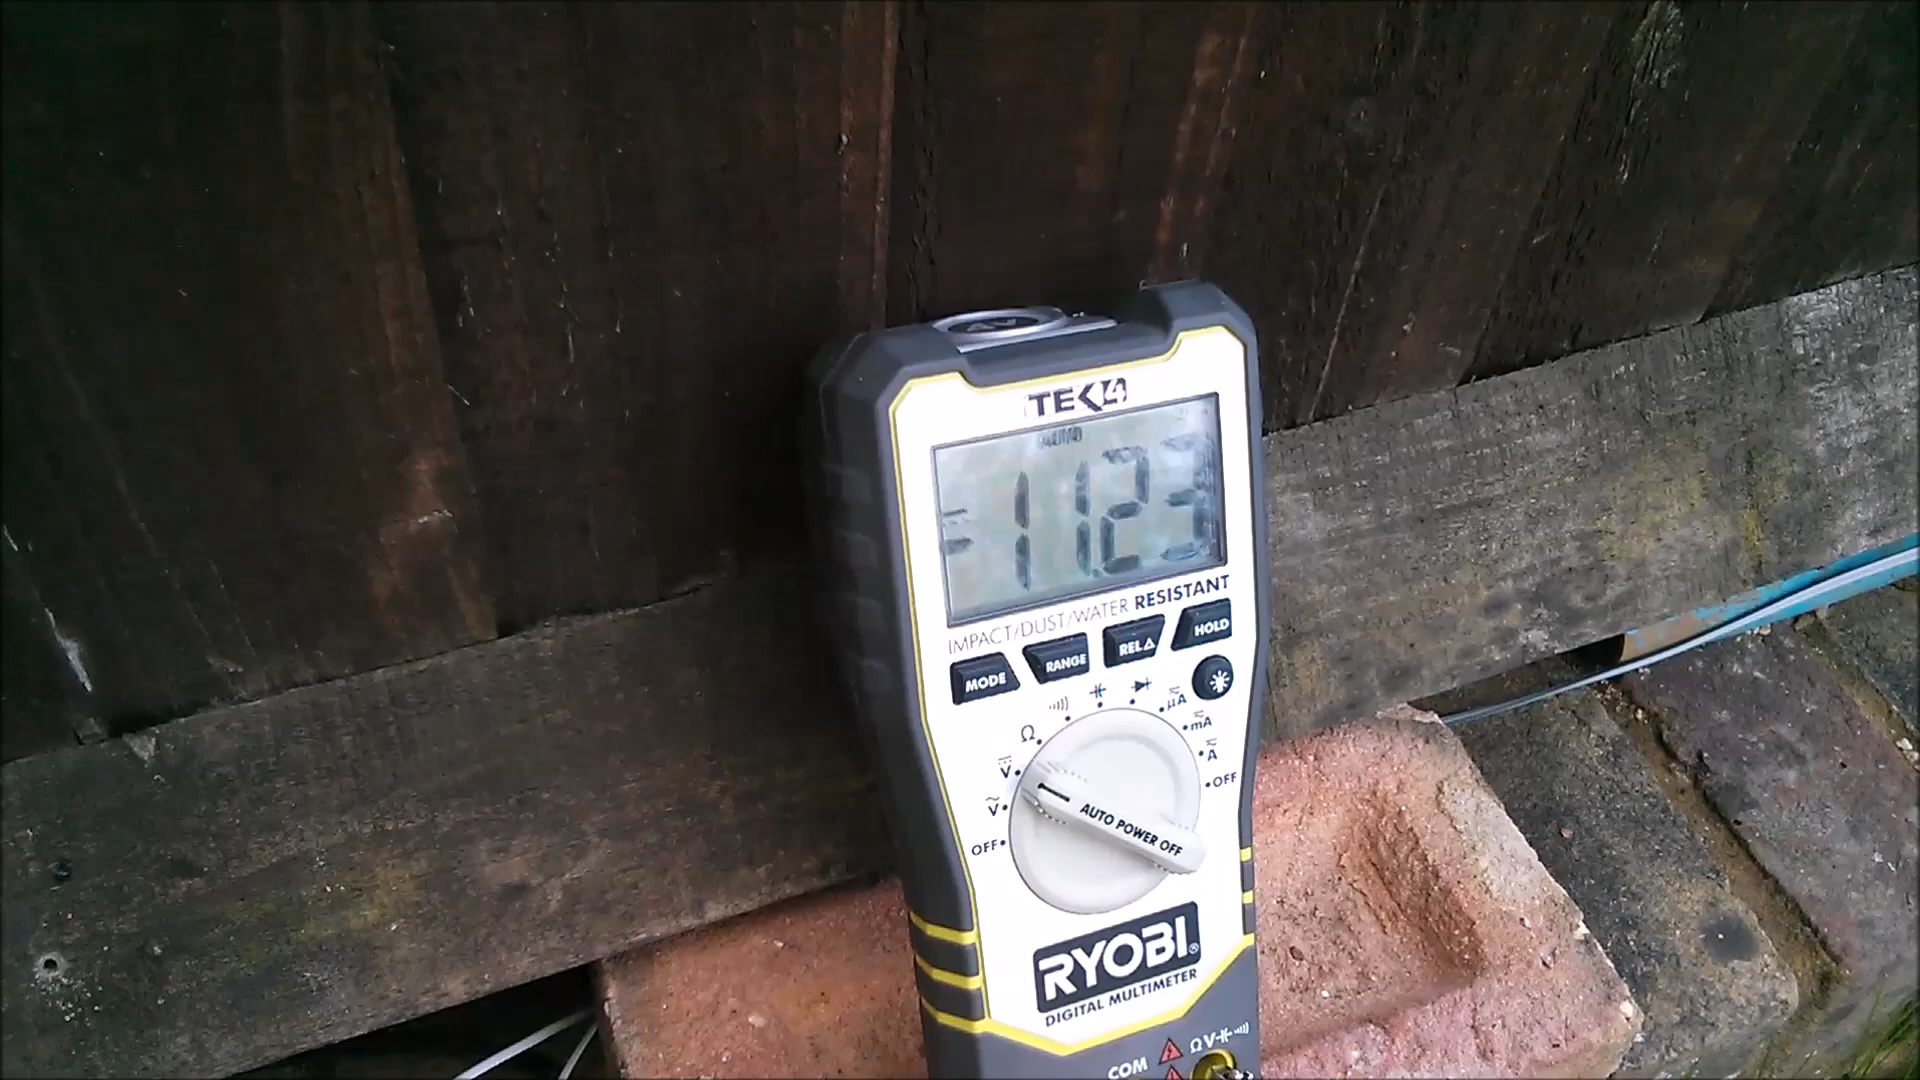 4V
TEK4
AUTO
-11.23
IMPACT/DUST/WATER RESISTANT
MODE RANGE REL△ HOLD
Ω µA
mA
V A
V OFF
OFF
AUTO POWER OFF
RYOBI®
DIGITAL MULTIMETER
COM ΩV